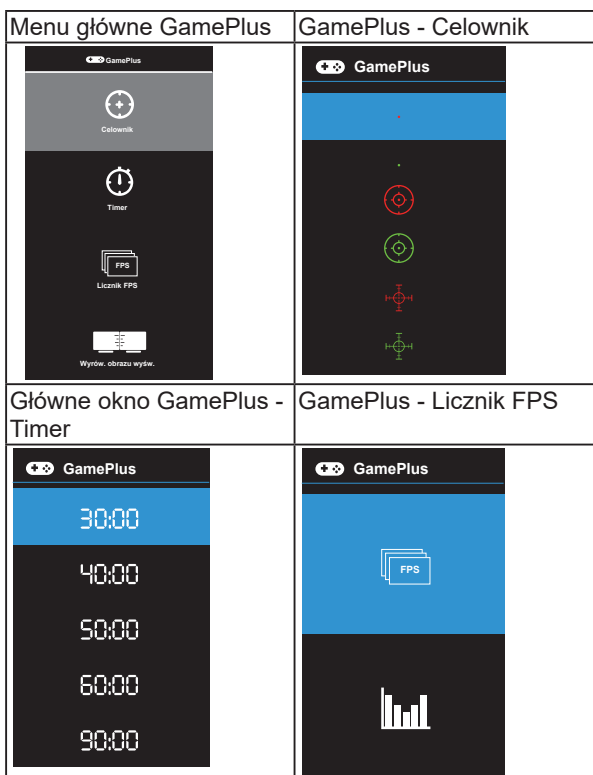 Menu główne GamePlus
GamePlus - Celownik
GamePlus
Celownik
Timer
FPS
Licznik FPS
Wyrów. obrazu wyśw.
GamePlus
Główne okno GamePlus -
Timer
GamePlus - Licznik FPS
GamePlus
30:00
40:00
50:00
60:00
90:00
GamePlus
FPS